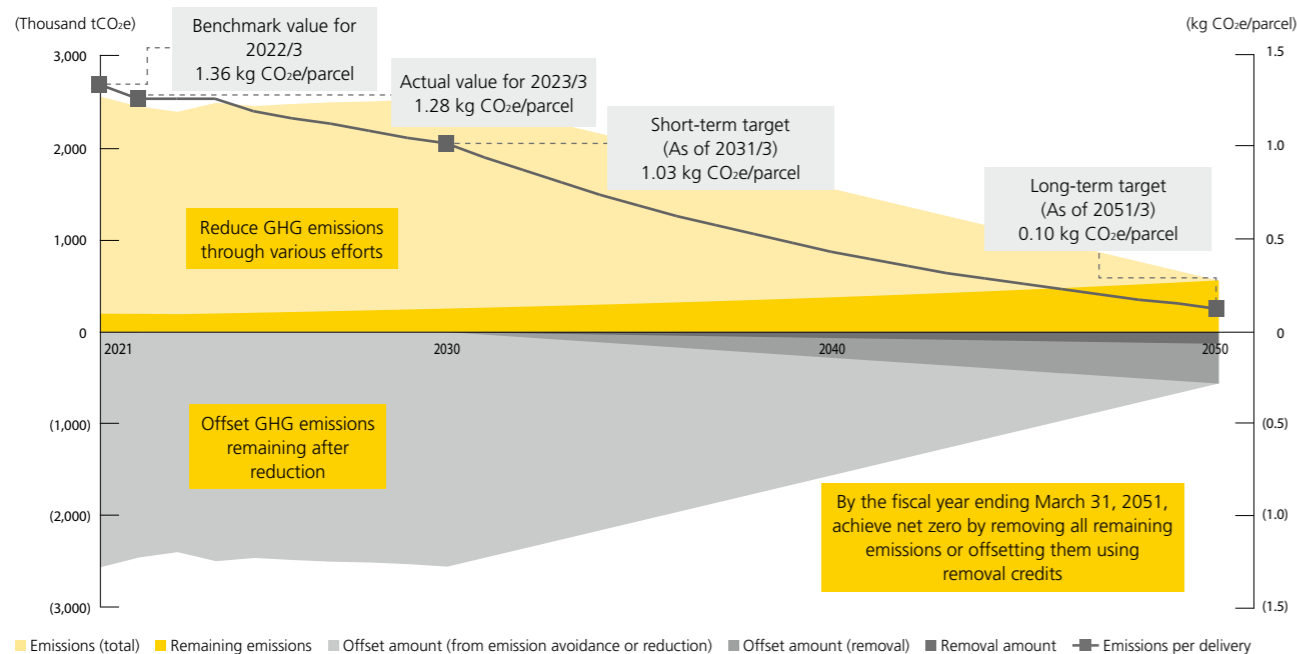 (Thousand tCO₂e)
(kg CO₂e/parcel)
3,000
2,000
1,000
0
(1,000)
(2,000)
(3,000)
Benchmark value for
2022/3
1.36 kg CO₂e/parcel
Actual value for 2023/3
1.28 kg CO₂e/parcel
Short-term target
(As of 2031/3)
1.03 kg CO₂e/parcel
Long-term target
(As of 2051/3)
0.10 kg CO₂e/parcel
1.5
1.0
0.5
0
(0.5)
(1.0)
(1.5)
Reduce GHG emissions
through various efforts
2021
2030
2040
2050
Offset GHG emissions
remaining after
reduction
By the fiscal year ending March 31, 2051,
achieve net zero by removing all remaining
emissions or offsetting them using
removal credits
Emissions (total)
Remaining emissions
Offset amount (from emission avoidance or reduction)
Offset amount (removal)
Removal amount
Emissions per delivery